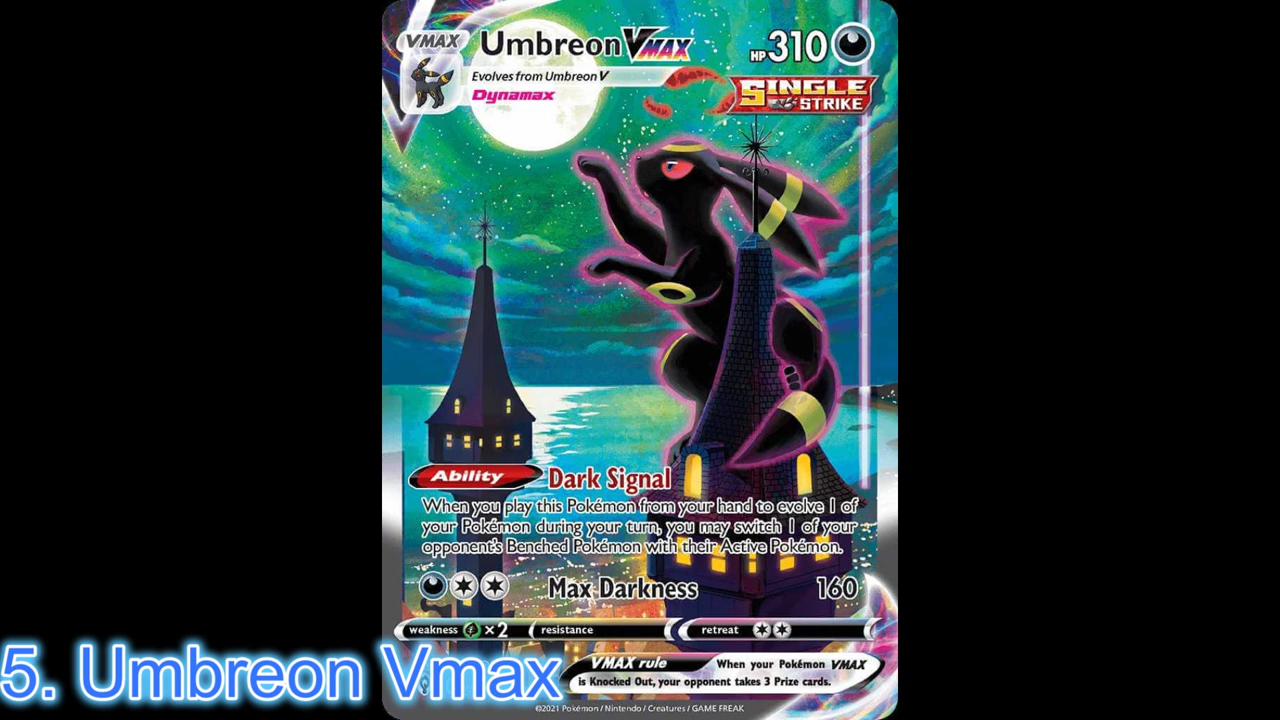 VMAX
Umbreon VMAX
HP 310
Evolves from Umbreon V
Dynamax
SINGLE
STRIKE
Ability Dark Signal
When you play this Pokémon from your hand to evolve 1 of
your Pokémon during your turn, you may switch 1 of your
opponent's Benched Pokémon with their Active Pokémon.
Max Darkness 160
weakness ×2 resistance retreat
VMAX rule When your Pokémon VMAX
is Knocked Out, your opponent takes 3 Prize cards.
5. Umbreon Vmax
©2021 Pokémon / Nintendo / Creatures / GAME FREAK